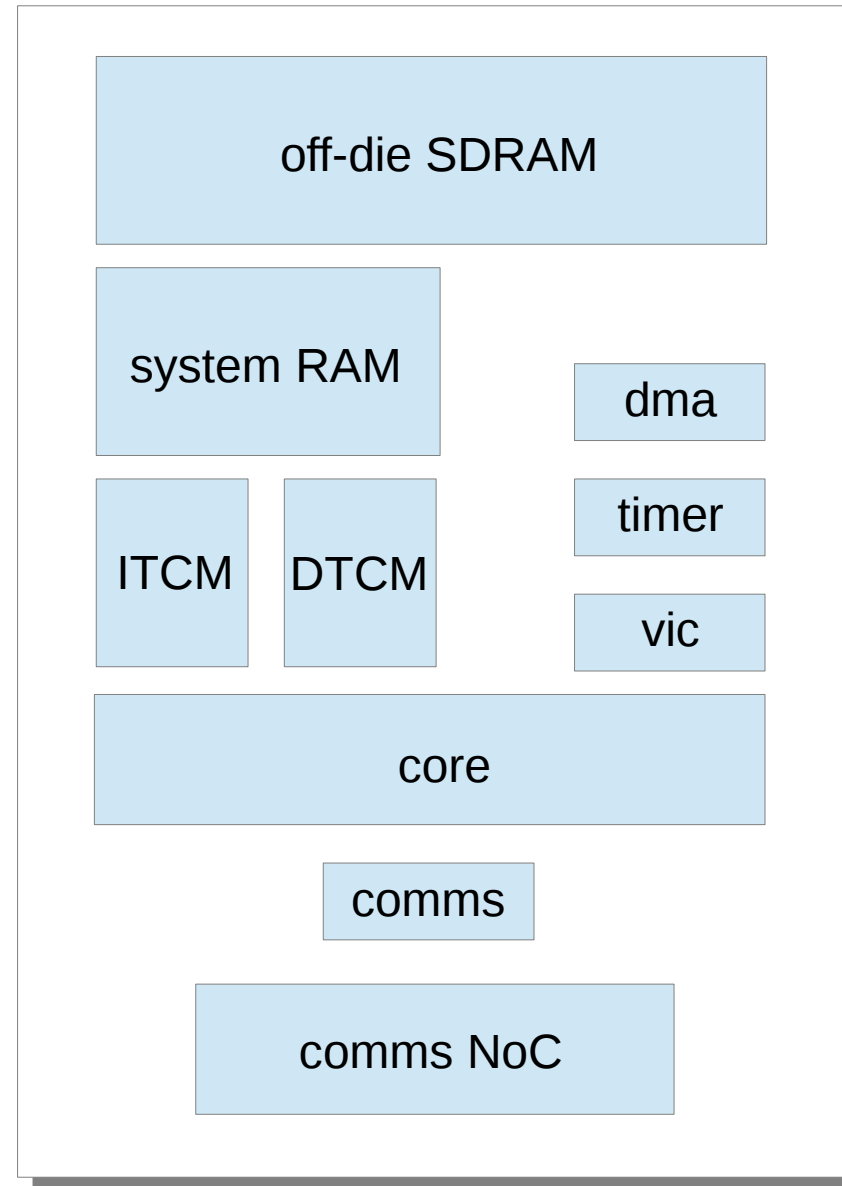 off-die SDRAM
system RAM
dma
timer
ITCM
DTCM
vic
core
comms
comms NoC